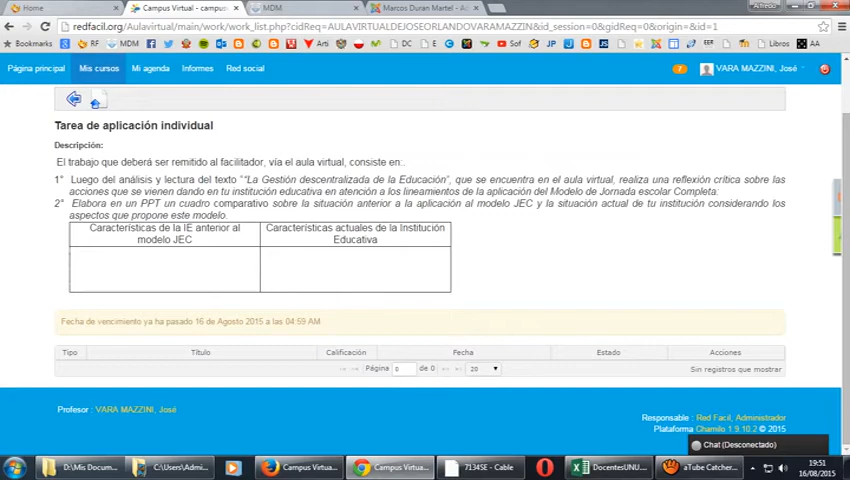 Home
Campus Virtual - campus
MDM
Marcos Duran Martel - Ad
Alfredo
redfacil.org/Aulavirtual/main/work/work_list.php?cidReq=AULAVIRTUALDEJOSEORLANDOVARAMAZZIN&id_session=0&gidReq=0&origin=&id=1
Bookmarks RF MDM Arti DC E JP Sof JS EEE Imag Libros AA
Página principal Mis cursos Mi agenda Informes Red social
VARA MAZZINI, José
Tarea de aplicación individual
Descripción:
El trabajo que deberá ser remitido al facilitador, vía el aula virtual, consiste en:
1° Luego del análisis y lectura del texto "“La Gestión descentralizada de la Educación”, que se encuentra en el aula virtual, realiza una reflexión crítica sobre las
acciones que se vienen dando en tu institución educativa en atención a los lineamientos de la aplicación del Modelo de Jornada escolar Completa:
2° Elabora en un PPT un cuadro comparativo sobre la situación anterior a la aplicación al modelo JEC y la situación actual de tu institución considerando los
aspectos que propone este modelo.
Características de la IE anterior al
modelo JEC
Características actuales de la Institución
Educativa
Fecha de vencimiento ya ha pasado 16 de Agosto 2015 a las 04:59 AM
Tipo Título Calificación Fecha Estado Acciones
Página 0 de 0 20 Sin registros que mostrar
Profesor : VARA MAZZINI, José
Responsable : Red Facil, Administrador
Plataforma Chamilo 1.9.10.2 © 2015
Chat (Desconectado)
D:\Mis Docum...
C:\Users\Admini...
Campus Virtua...
Campus Virtua...
7134SE - Cable
DocentesUNU...
aTube Catcher...
19:51
16/08/2015